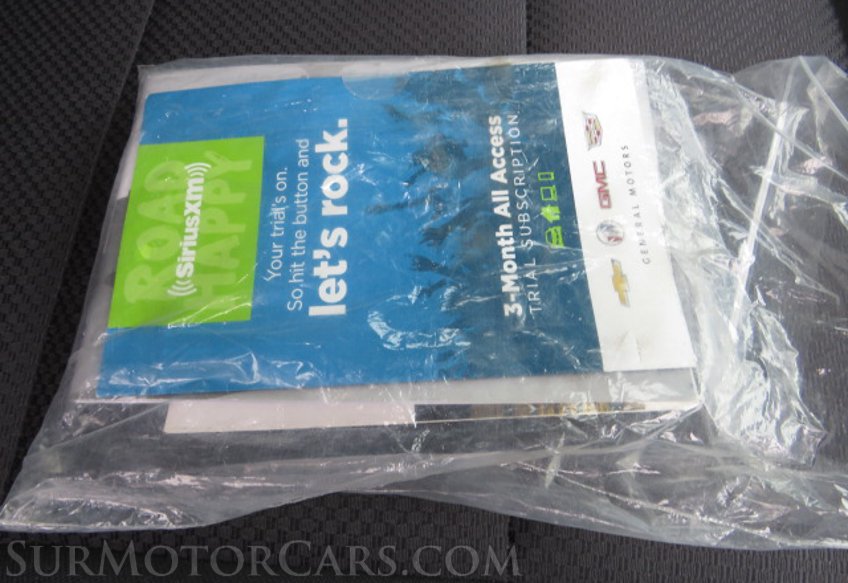 ROAD
HAPPY
((SiriusXM))
Your trial's on.
So, hit the button and
let's rock.
3-Month All Access
TRIAL SUBSCRIPTION
GMC
GENERAL MOTORS
SURMOTORCARS.COM